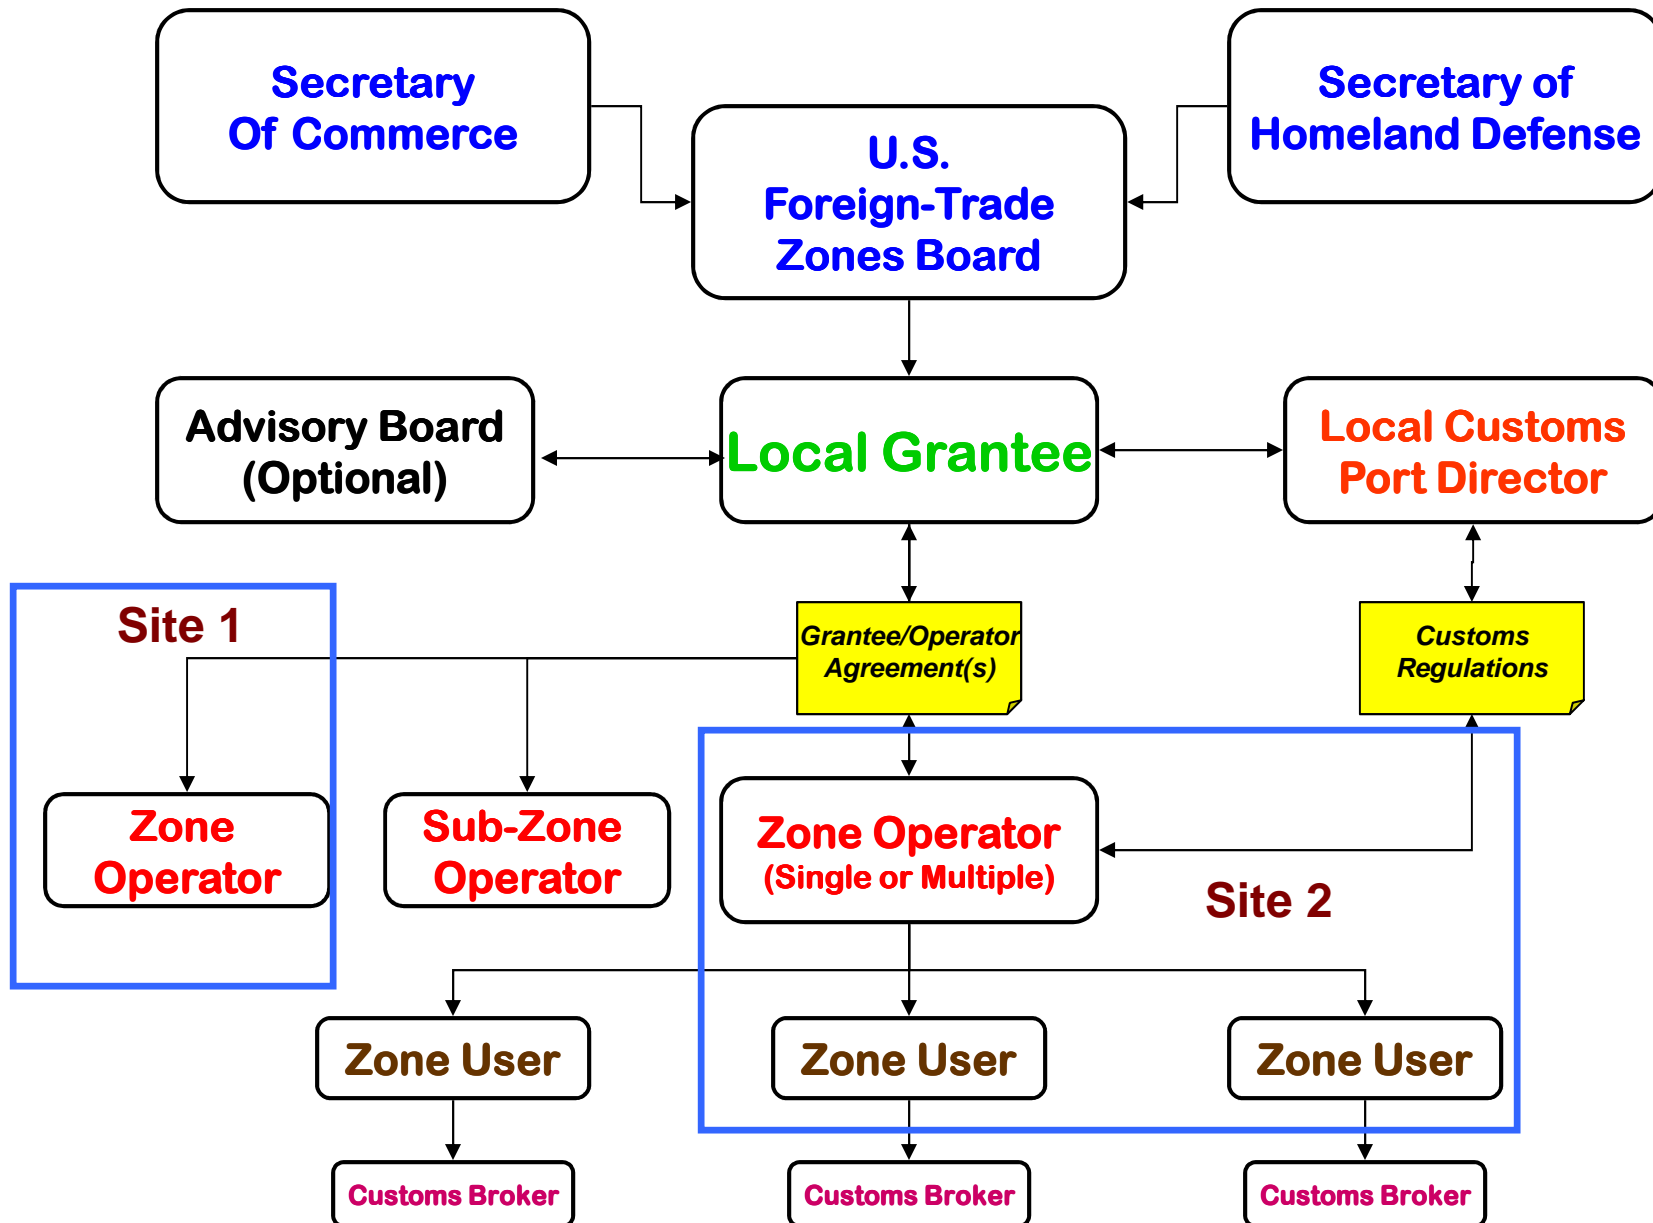 Secretary
Of Commerce
Secretary of
Homeland Defense
U.S.
Foreign-Trade
Zones Board
Advisory Board
(Optional)
Local Grantee
Local Customs
Port Director
Site 1
Grantee/Operator
Agreement(s)
Customs
Regulations
Zone
Operator
Sub-Zone
Operator
Zone Operator
(Single or Multiple)
Site 2
Zone User
Zone User
Zone User
Customs Broker
Customs Broker
Customs Broker